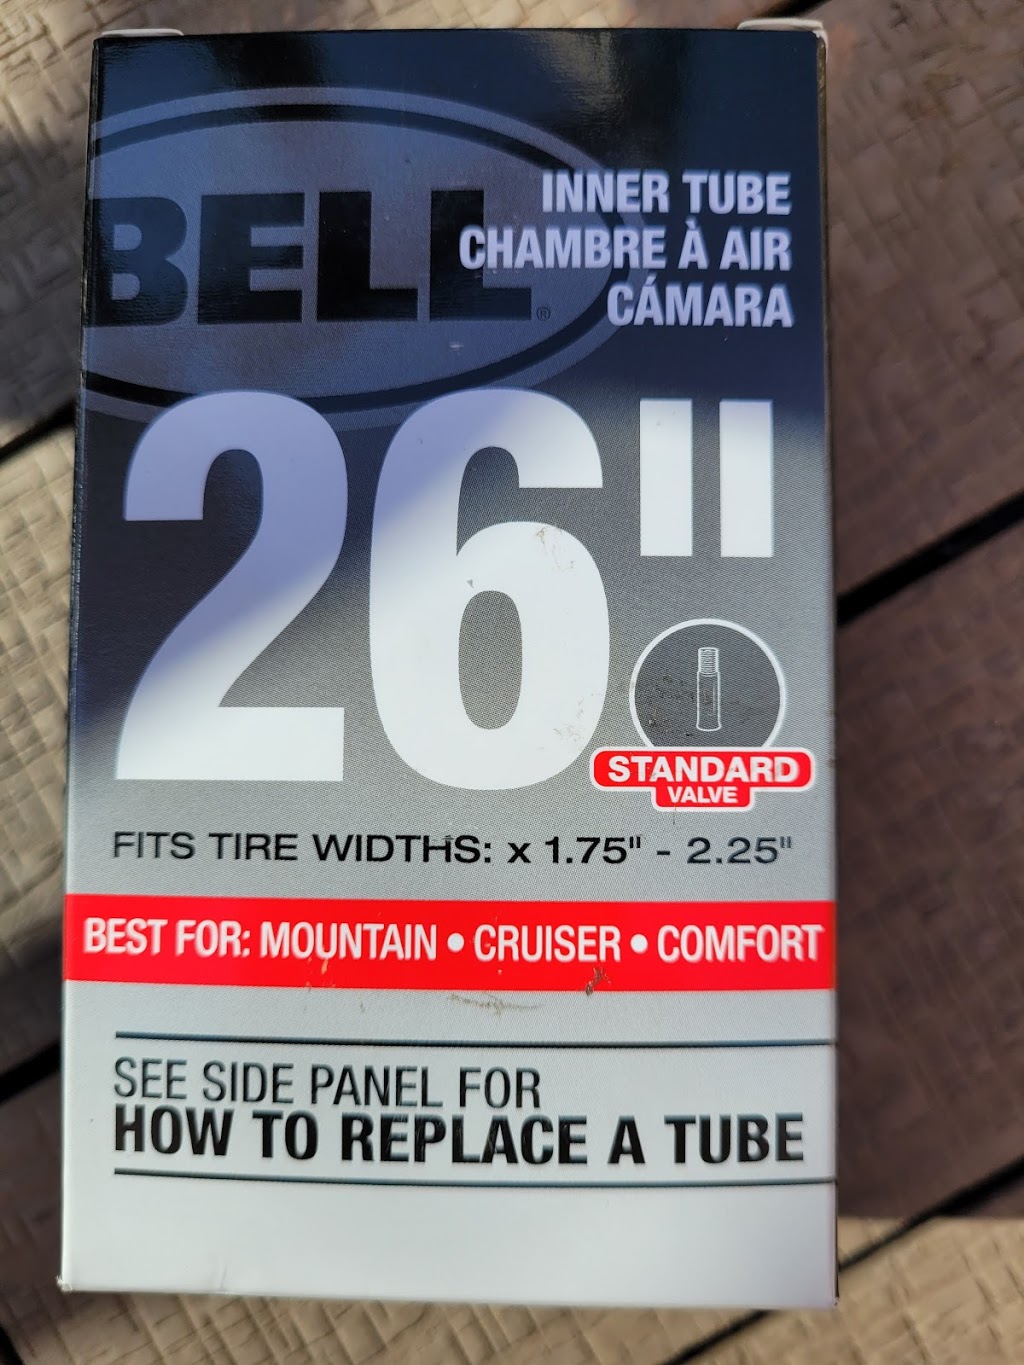 BELL®
INNER TUBE
CHAMBRE À AIR
CÁMARA
26"
STANDARD
VALVE
FITS TIRE WIDTHS: x 1.75" - 2.25"
BEST FOR: MOUNTAIN • CRUISER • COMFORT
SEE SIDE PANEL FOR
HOW TO REPLACE A TUBE